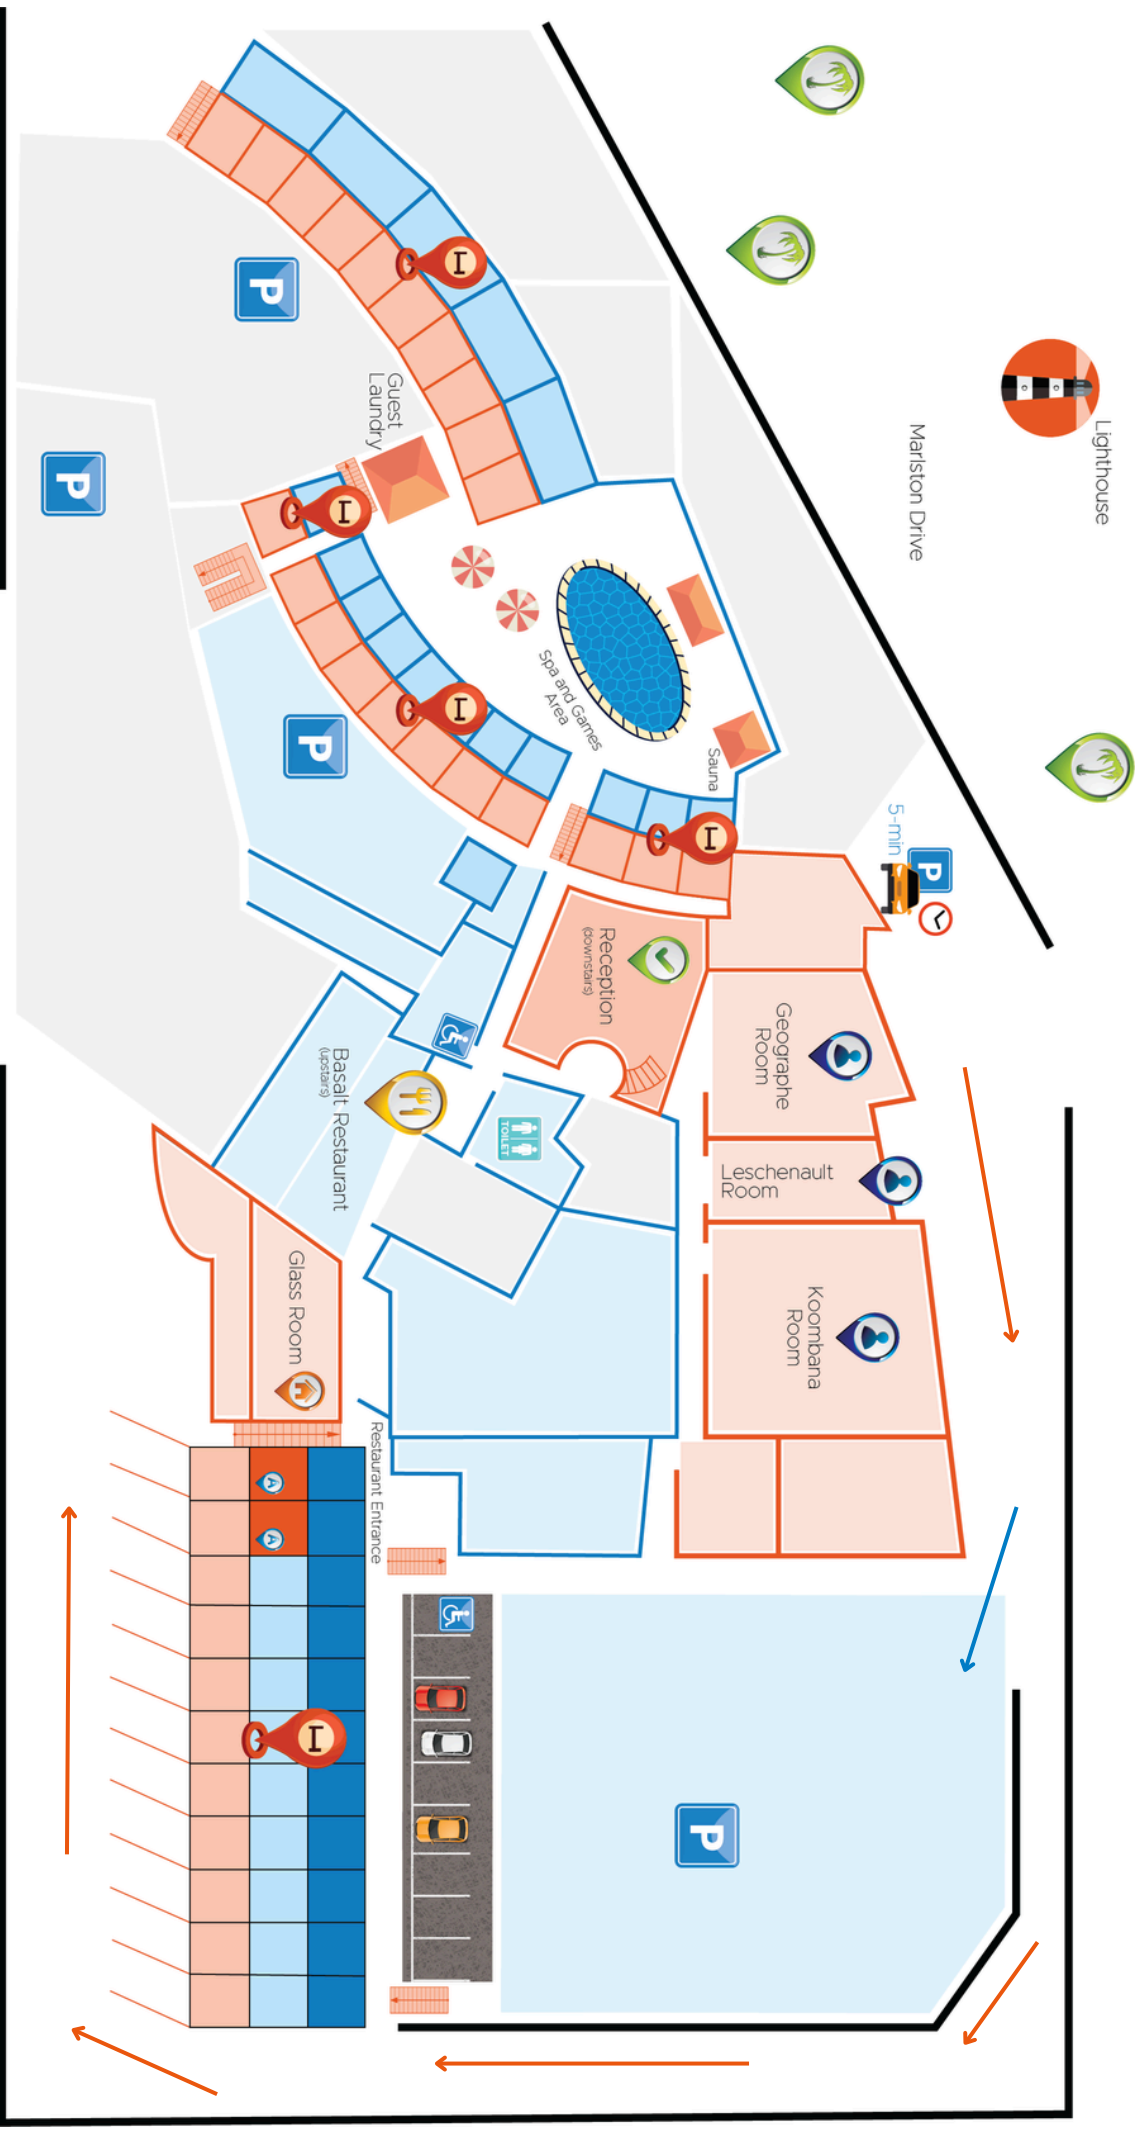 Lighthouse
Marlston Drive
P
I
Guest
Laundry
P
I
Spa and Games
Area
Sauna
I
P
I
5-min
P
Reception
(downstairs)
Geographe
Room
Leschenault
Room
Koombana
Room
TOILET
Basalt Restaurant
(upstairs)
Glass Room
Restaurant Entrance
A
A
I
P